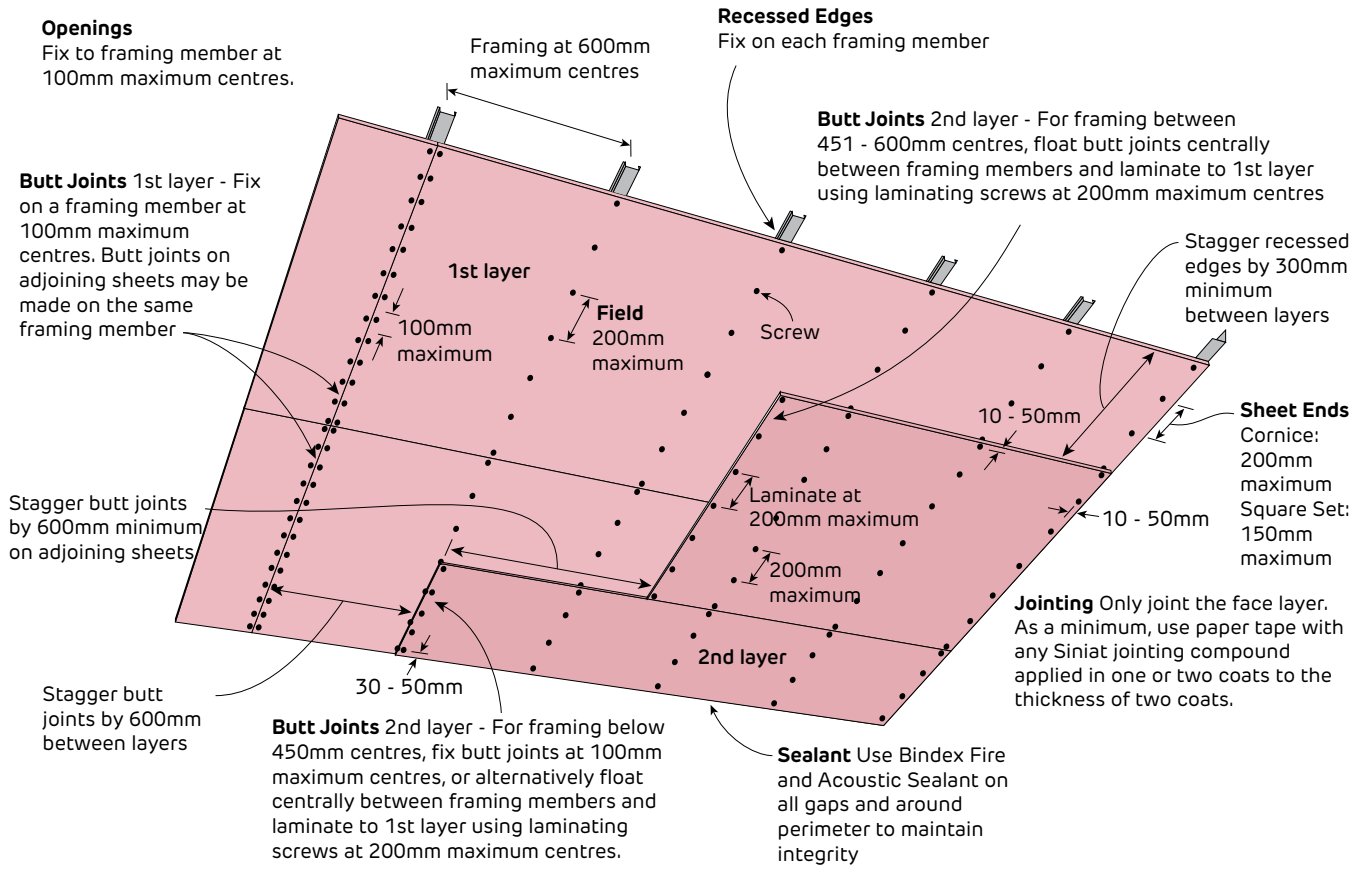 Openings
Fix to framing member at
100mm maximum centres.
Framing at 600mm
maximum centres
Recessed Edges
Fix on each framing member
Butt Joints 2nd layer - For framing between
451 - 600mm centres, float butt joints centrally
between framing members and laminate to 1st layer
using laminating screws at 200mm maximum centres
Butt Joints 1st layer - Fix
on a framing member at
100mm maximum
centres. Butt joints on
adjoining sheets may be
made on the same
framing member
Stagger recessed
edges by 300mm
minimum
between layers
1st layer
Field
200mm
maximum
Screw
100mm
maximum
10 - 50mm
Sheet Ends
Cornice:
200mm
maximum
Square Set:
150mm
maximum
Stagger butt joints
by 600mm minimum
on adjoining sheets
Laminate at
200mm maximum
10 - 50mm
200mm
maximum
Jointing Only joint the face layer.
As a minimum, use paper tape with
any Siniat jointing compound
applied in one or two coats to the
thickness of two coats.
2nd layer
30 - 50mm
Stagger butt
joints by 600mm
between layers
Butt Joints 2nd layer - For framing below
450mm centres, fix butt joints at 100mm
maximum centres, or alternatively float
centrally between framing members and
laminate to 1st layer using laminating
screws at 200mm maximum centres.
Sealant Use Bindex Fire
and Acoustic Sealant on
all gaps and around
perimeter to maintain
integrity